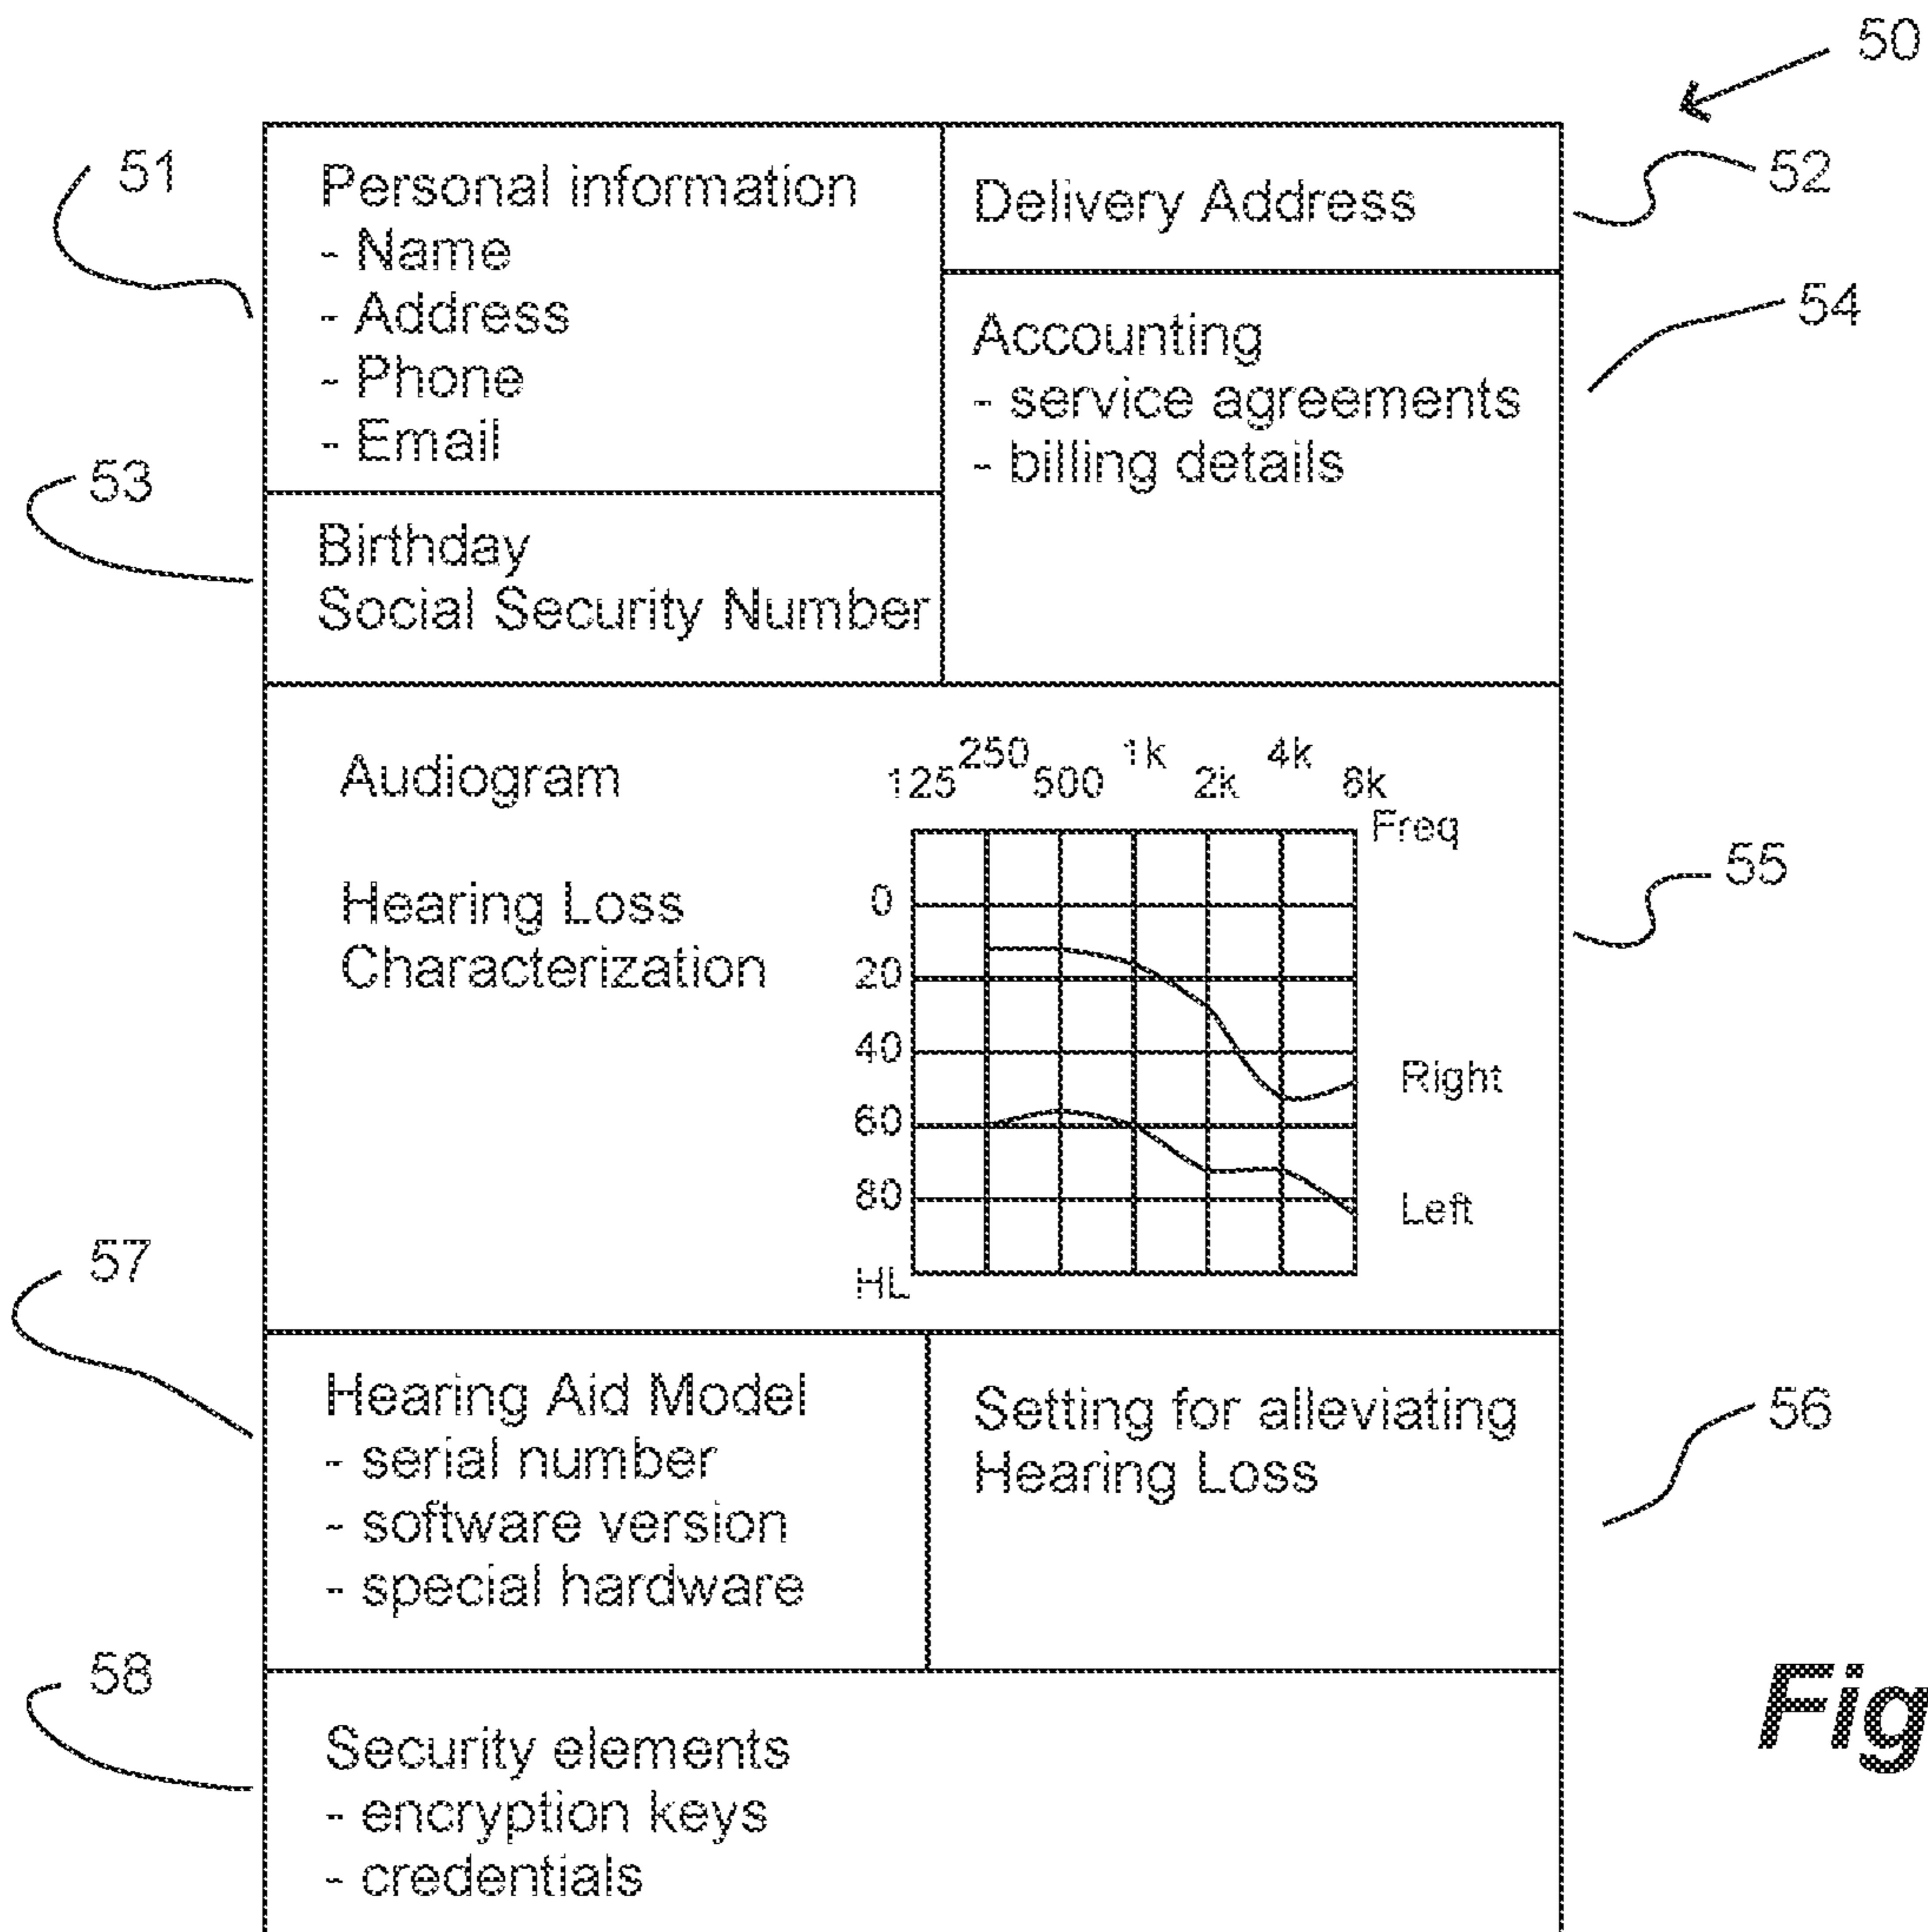 50
51
Personal information
- Name
- Address
- Phone
- Email
Delivery Address
52
Accounting
- service agreements
- billing details
54
53
Birthday
Social Security Number
Audiogram
Hearing Loss
Characterization
125 250 500 1k 2k 4k 8k
Freq
0
20
40
60
80
HL
Right
Left
55
57
Hearing Aid Model
- serial number
- software version
- special hardware
Setting for alleviating
Hearing Loss
56
58
Security elements
- encryption keys
- credentials
Fig